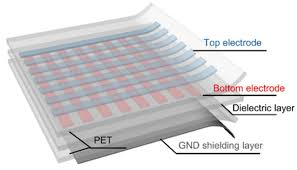 Top electrode
Bottom electrode
Dielectric layer
PET
GND shielding layer